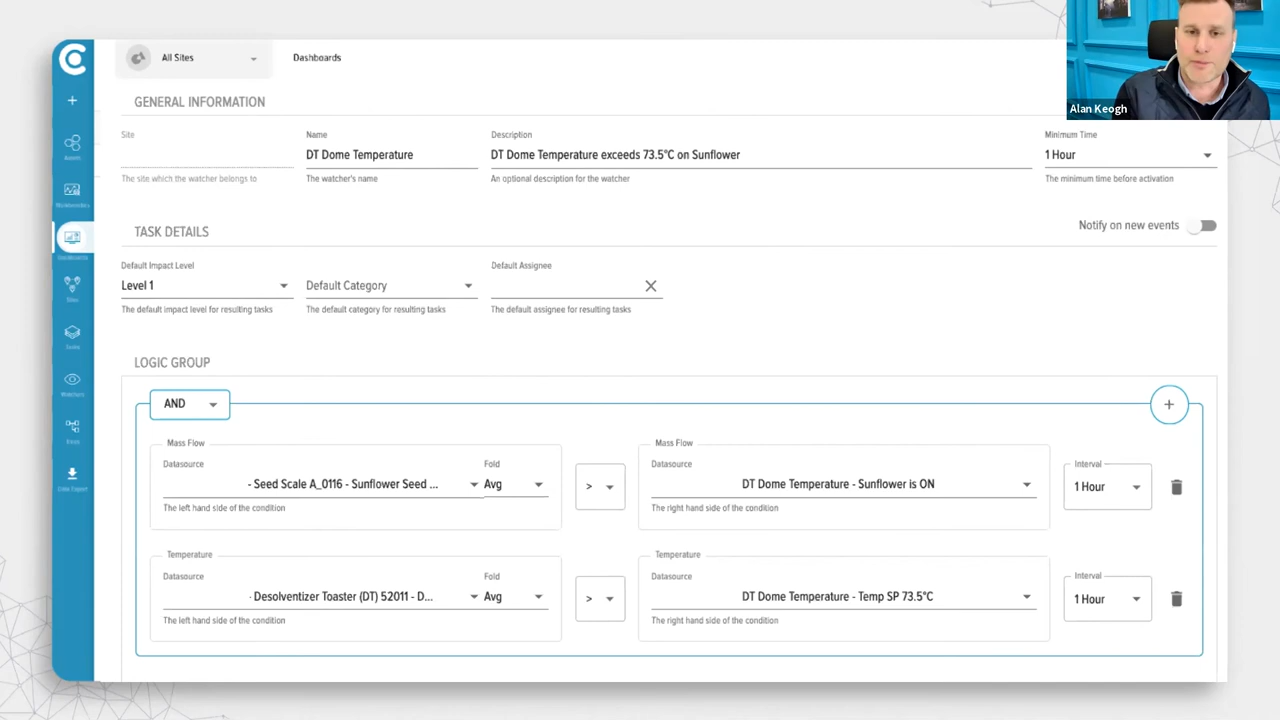 All Sites
Dashboards
Alan Keogh
GENERAL INFORMATION
Site
Name
Description
Minimum Time
DT Dome Temperature
DT Dome Temperature exceeds 73.5°C on Sunflower
1 Hour
The site which the watcher belongs to
The watcher's name
An optional description for the watcher
The minimum time before activation
Notify on new events
TASK DETAILS
Default Impact Level
Default Assignee
Level 1
Default Category
The default impact level for resulting tasks
The default category for resulting tasks
The default assignee for resulting tasks
LOGIC GROUP
AND
+
Mass Flow
Mass Flow
Datasource
Fold
Datasource
Interval
- Seed Scale A_0116 - Sunflower Seed ...
Avg
>
DT Dome Temperature - Sunflower is ON
1 Hour
The left hand side of the condition
The right hand side of the condition
Temperature
Temperature
Datasource
Fold
Datasource
Interval
- Desolventizer Toaster (DT) 52011 - D...
Avg
>
DT Dome Temperature - Temp SP 73.5°C
1 Hour
The left hand side of the condition
The right hand side of the condition